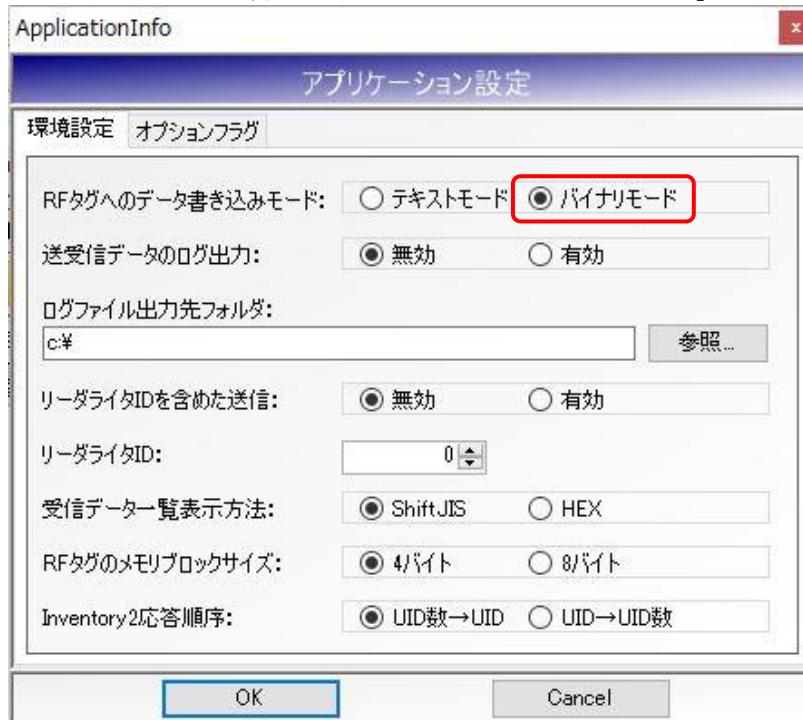 ApplicationInfo x
アプリケーション設定
環境設定 オプションフラグ
RFタグへのデータ書き込みモード: テキストモード バイナリモード
送受信データのログ出力: 無効 有効
ログファイル出力先フォルダ:
c:¥ 参照...
リーダライタIDを含めた送信: 無効 有効
リーダライタID: 0
受信データ一覧表示方法: ShiftJIS HEX
RFタグのメモリブロックサイズ: 4バイト 8バイト
Inventory2応答順序: UID数→UID UID→UID数
OK Cancel